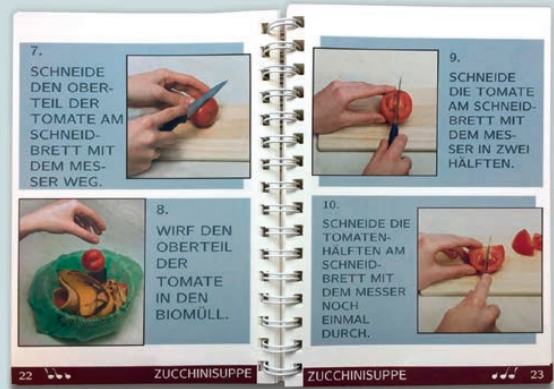 7.
SCHNEIDE
DEN OBER-
TEIL DER
TOMATE AM
SCHNEID-
BRETT MIT
DEM MES-
SER WEG.
8.
WIRF DEN
OBERTEIL
DER
TOMATE
IN DEN
BIOMÜLL.
22
ZUCCHINISUPPE
9.
SCHNEIDE
DIE TOMATE
AM SCHNEID-
BRETT MIT
DEM MES-
SER IN ZWEI
HÄLFTEN.
10.
SCHNEIDE DIE
TOMATEN-
HÄLFTEN AM
SCHNEID-
BRETT MIT
DEM MESSER
NOCH
EINMAL
DURCH.
ZUCCHINISUPPE
23